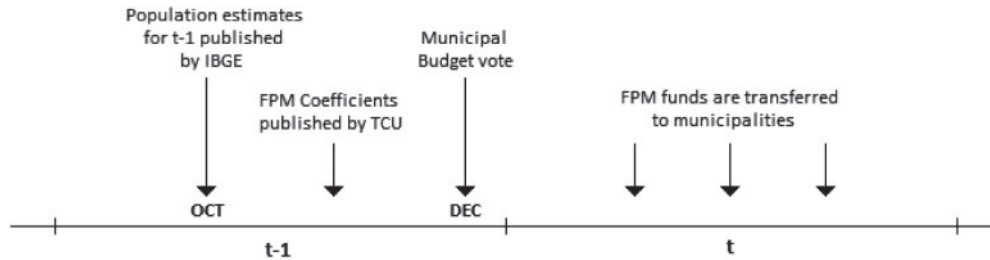 Population estimates
for t-1 published
by IBGE
FPM Coefficients
published by TCU
Municipal
Budget vote
FPM funds are transferred
to municipalities
OCT
DEC
t-1
t